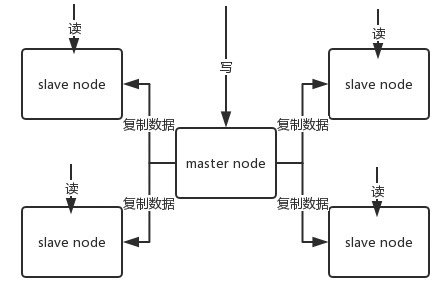 读
读
写
slave node
slave node
复制数据
复制数据
master node
读
读
复制数据
复制数据
slave node
slave node